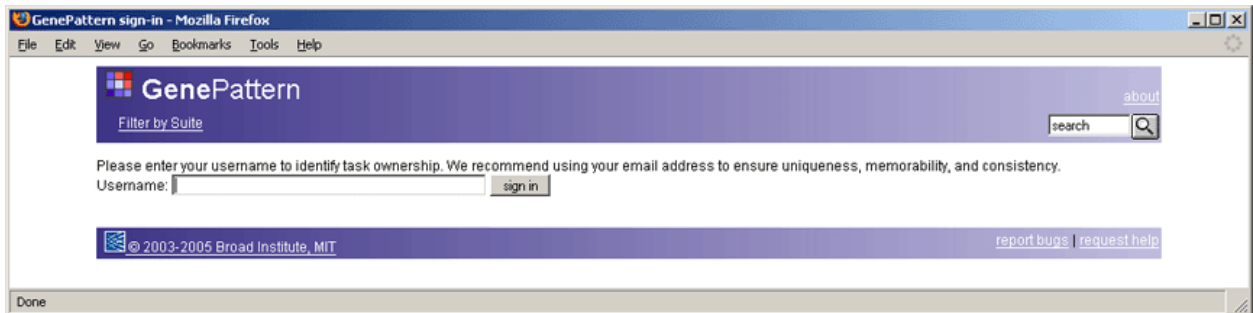 GenePattern sign-in - Mozilla Firefox
File Edit View Go Bookmarks Tools Help
GenePattern
about
Filter by Suite
search
Please enter your username to identify task ownership. We recommend using your email address to ensure uniqueness, memorability, and consistency.
Username: sign in
© 2003-2005 Broad Institute, MIT report bugs | request help
Done